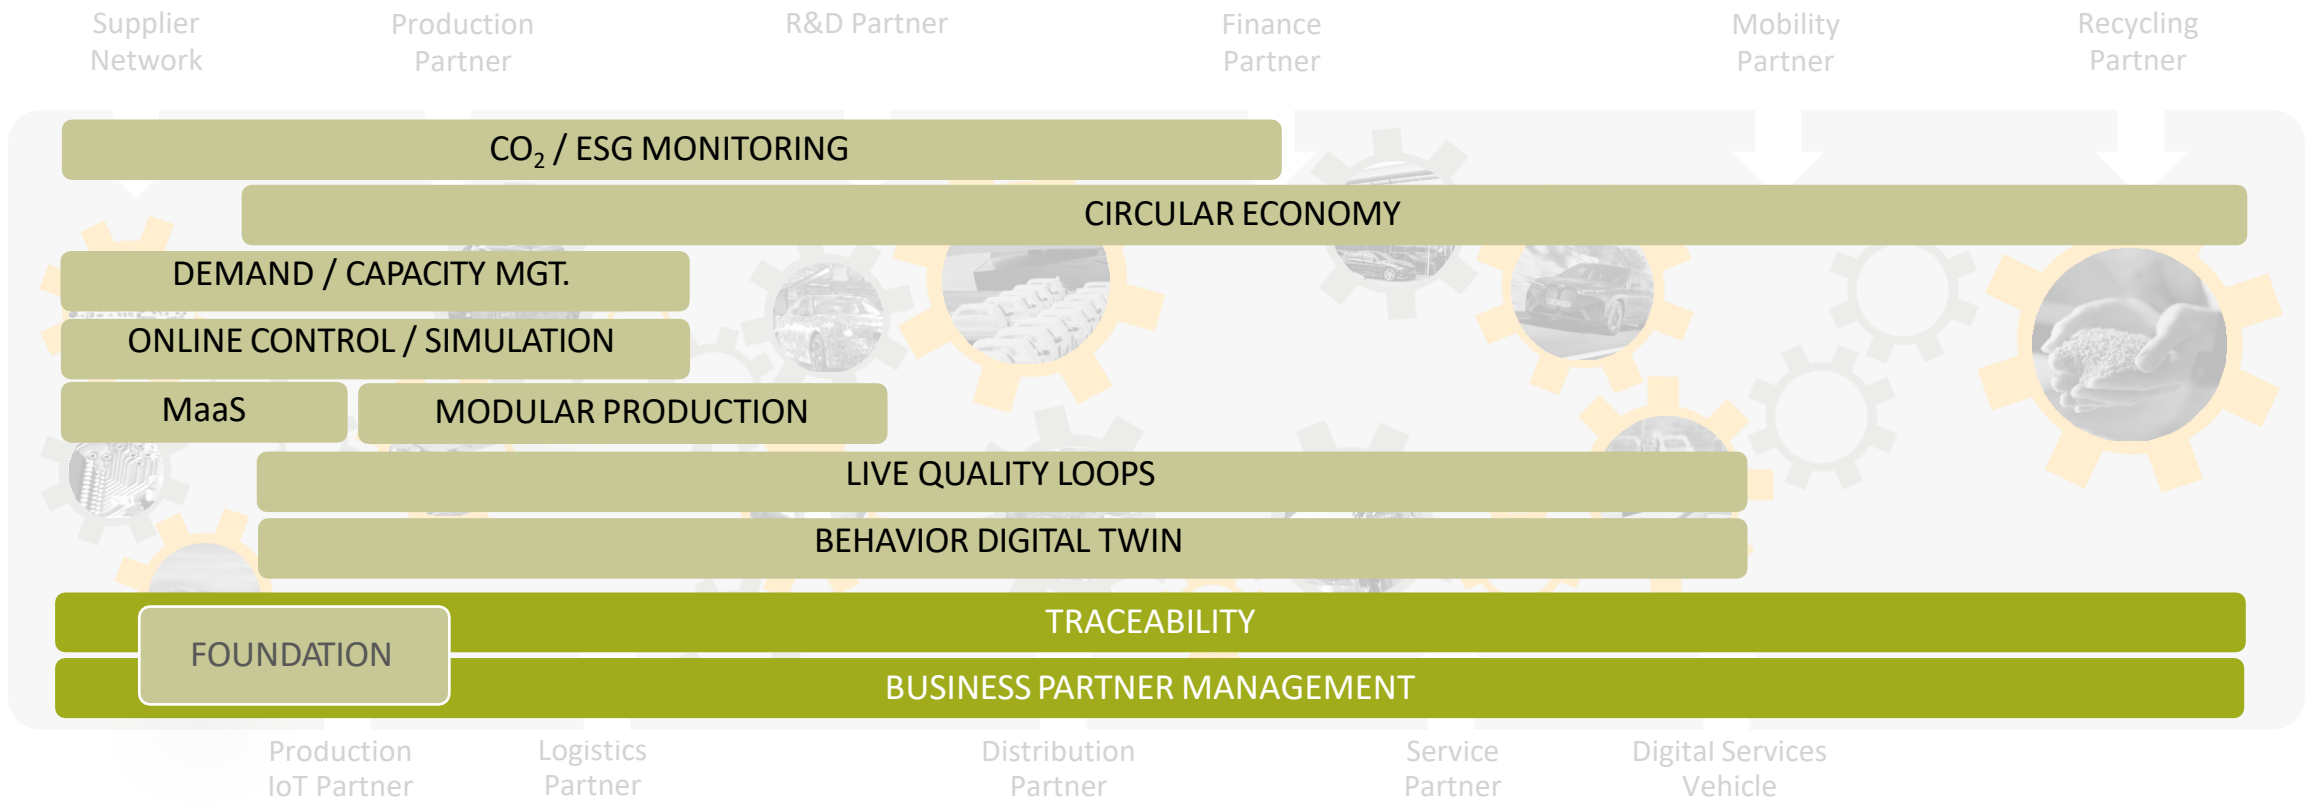 Supplier
Network
Production
Partner
R&D Partner
Finance
Partner
Mobility
Partner
Recycling
Partner
CO₂ / ESG MONITORING
CIRCULAR ECONOMY
DEMAND / CAPACITY MGT.
ONLINE CONTROL / SIMULATION
MaaS
MODULAR PRODUCTION
LIVE QUALITY LOOPS
BEHAVIOR DIGITAL TWIN
TRACEABILITY
FOUNDATION
BUSINESS PARTNER MANAGEMENT
Production
IoT Partner
Logistics
Partner
Distribution
Partner
Service
Partner
Digital Services
Vehicle